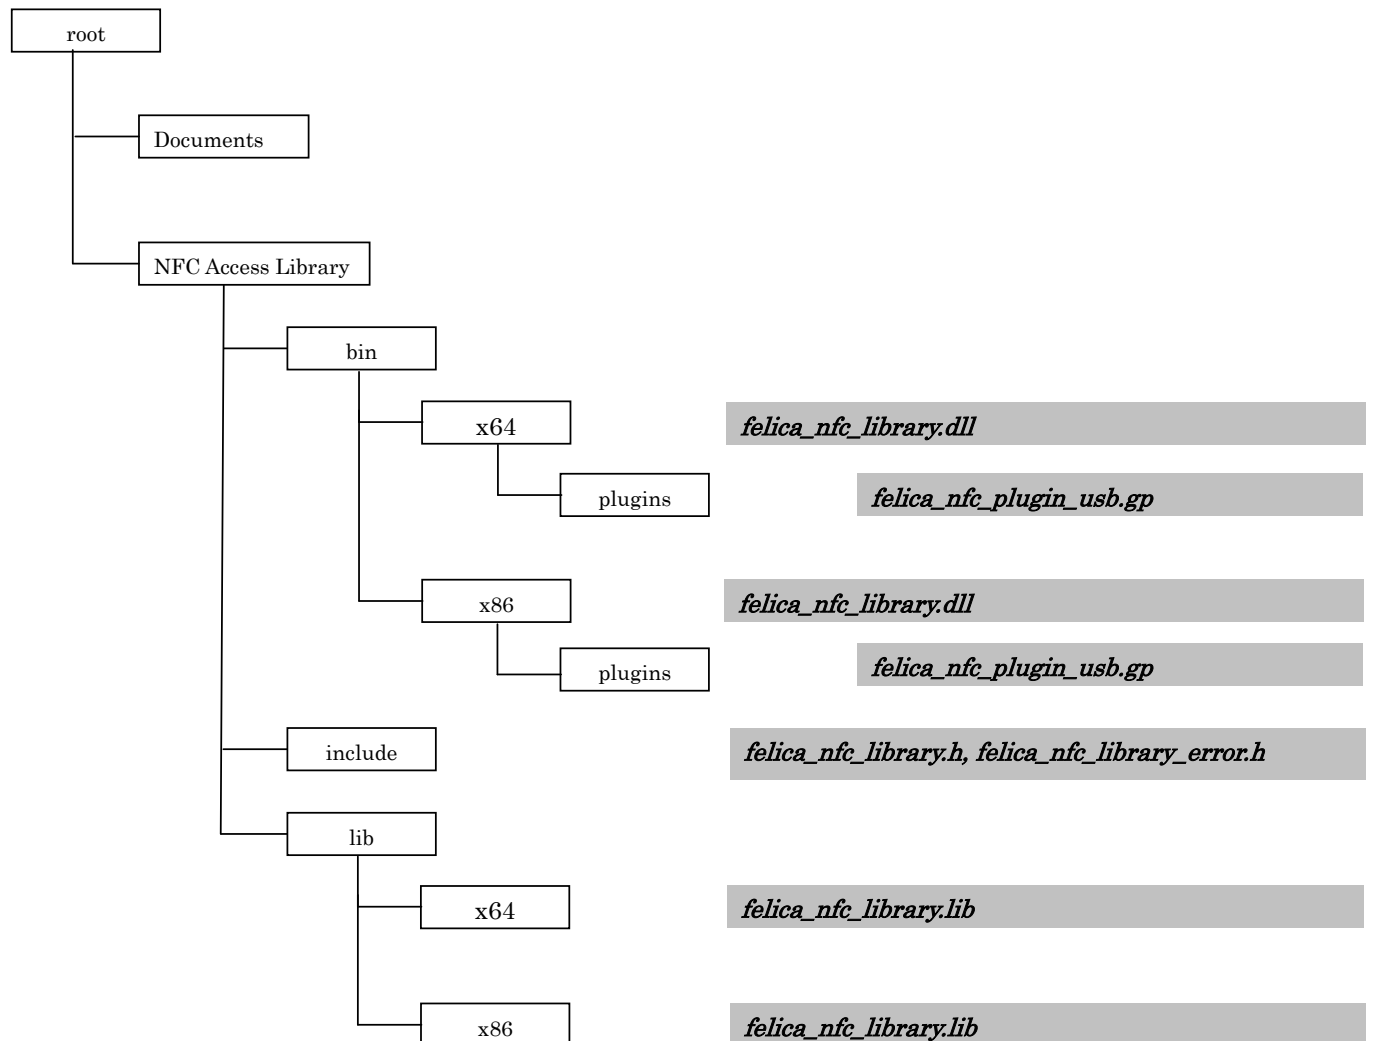 root
Documents
NFC Access Library
bin
x64
felica_nfc_library.dll
plugins
felica_nfc_plugin_usb.gp
x86
felica_nfc_library.dll
plugins
felica_nfc_plugin_usb.gp
include
felica_nfc_library.h, felica_nfc_library_error.h
lib
x64
felica_nfc_library.lib
x86
felica_nfc_library.lib